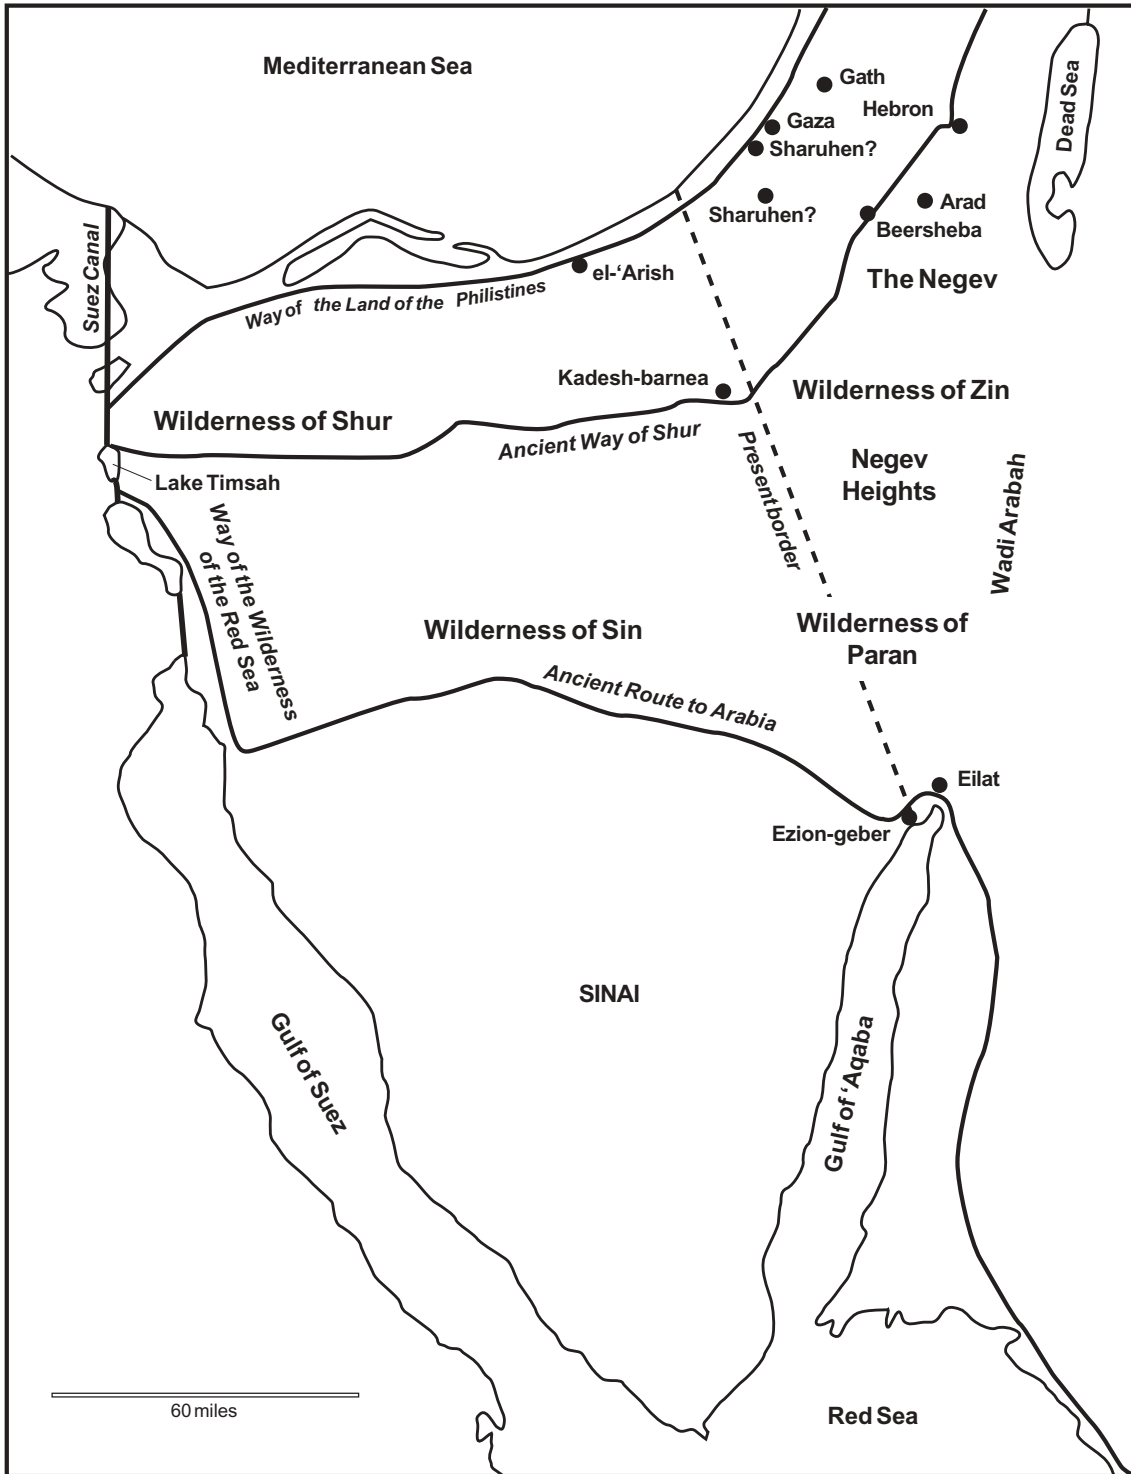 Mediterranean Sea
Gath
Hebron
Gaza
Sharuhen?
Dead Sea
Sharuhen?
Arad
Beersheba
Suez Canal
el-‘Arish
The Negev
Way of the Land of the Philistines
Kadesh-barnea
Wilderness of Zin
Wilderness of Shur
Ancient Way of Shur
Present border
Negev
Heights
Lake Timsah
Wadi Arabah
Way of the Wilderness
of the Red Sea
Wilderness of Sin
Wilderness of
Paran
Ancient Route to Arabia
Eilat
Ezion-geber
SINAI
Gulf of Suez
Gulf of ‘Aqaba
60 miles
Red Sea